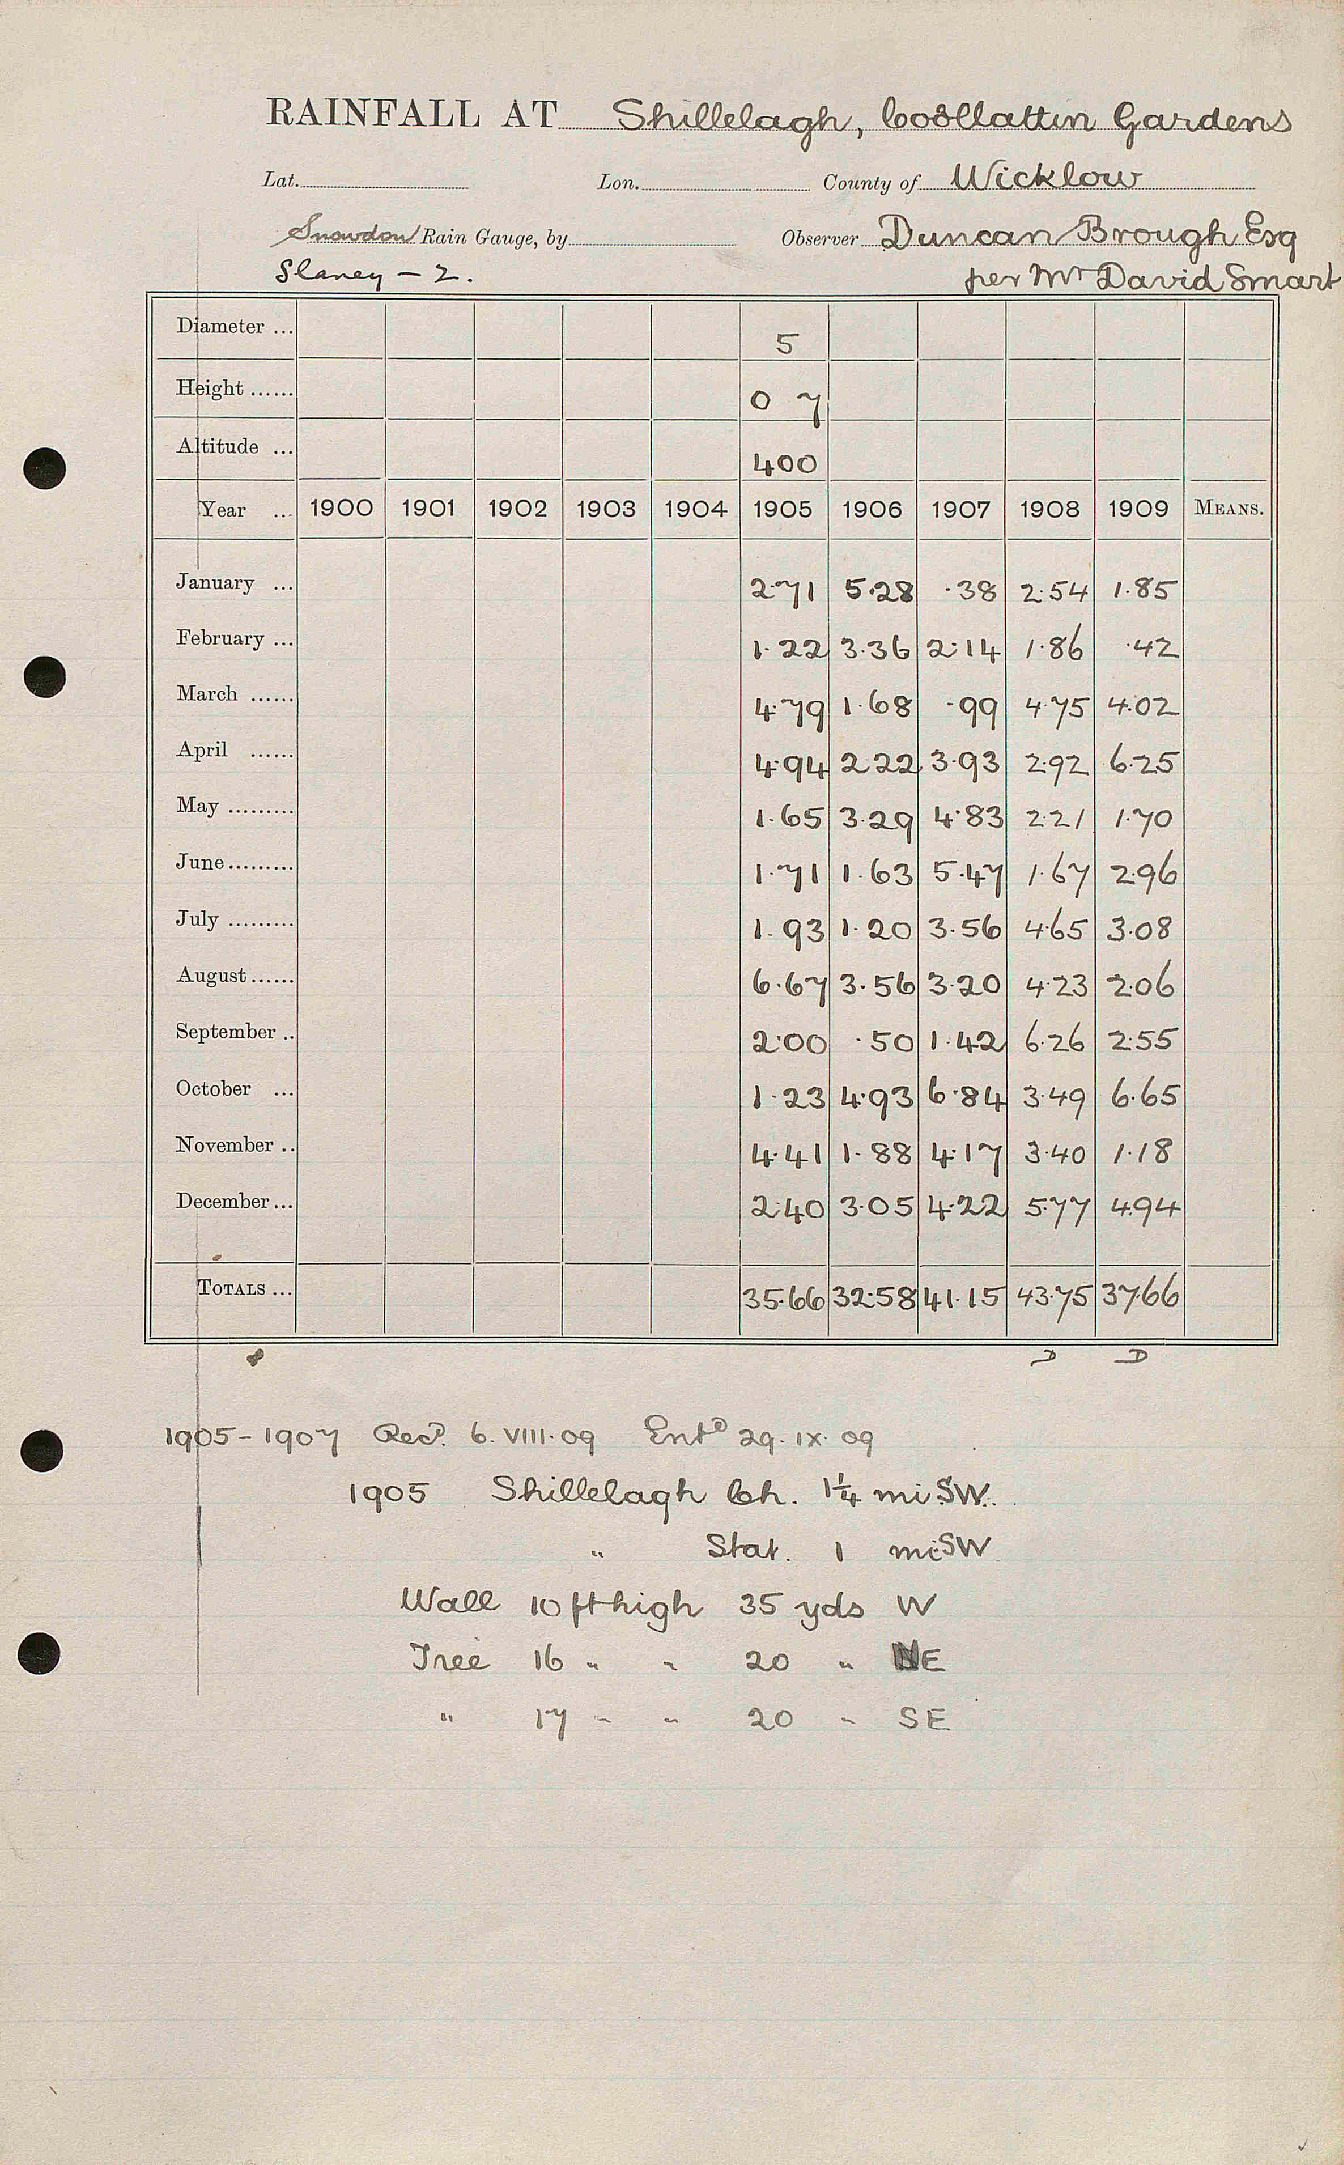 RAINFALL AT Shillelagh, Coollattin Gardens
Lat. Lon. County of Wicklow
Snowdon Rain Gauge, by Observer Duncan Brough Esq
Slaney - 2. per Mr David Smart
Diameter ... 5
Height ...... 0 7
Altitude ... 400
Year ... 1900 1901 1902 1903 1904 1905 1906 1907 1908 1909 MEANS.
January ... 2.71 5.28 .38 2.54 1.85
February ... 1.22 3.36 2.14 1.86 .42
March ...... 4.79 1.68 .99 4.75 4.02
April ...... 4.94 2.22 3.93 2.92 6.25
May ......... 1.65 3.29 4.83 2.21 1.70
June ......... 1.71 1.63 5.47 1.67 2.96
July ......... 1.93 1.20 3.56 4.65 3.08
August ...... 6.67 3.56 3.20 4.23 2.06
September .. 2.00 .50 1.42 6.26 2.55
October ... 1.23 4.93 6.84 3.49 6.65
November .. 4.41 1.88 4.17 3.40 1.18
December ... 2.40 3.05 4.22 5.77 4.94
TOTALS ... 35.66 32.58 41.15 43.75 37.66
D D
1905-1907 Recd. 6.VIII.09 Entd 29.IX.09
1905 Shillelagh Ch. 1¼ mi SW.
" Stat. 1 mi SW
Wall 10 ft high 35 yds W
Tree 16 " " 20 " NE
" 17 " " 20 " SE